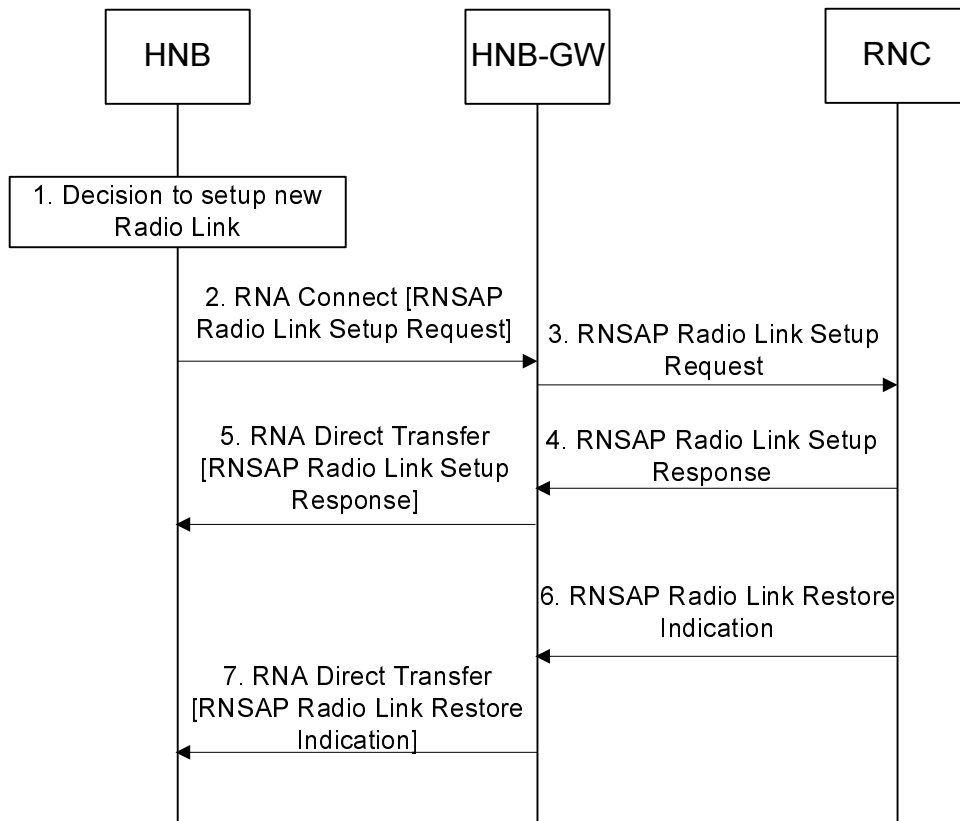 HNB
HNB-GW
RNC
1. Decision to setup new
Radio Link
2. RNA Connect [RNSAP
Radio Link Setup Request]
3. RNSAP Radio Link Setup
Request
4. RNSAP Radio Link Setup
Response
5. RNA Direct Transfer
[RNSAP Radio Link Setup
Response]
6. RNSAP Radio Link Restore
Indication
7. RNA Direct Transfer
[RNSAP Radio Link Restore
Indication]